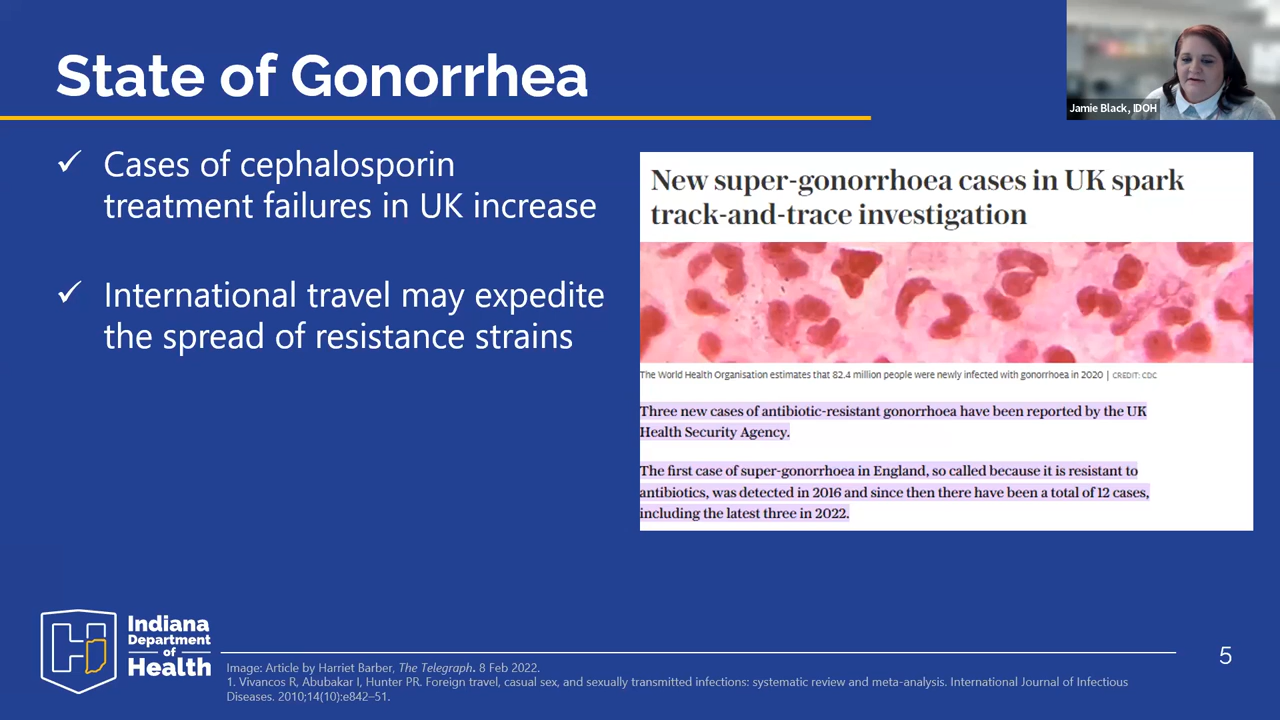 State of Gonorrhea
Jamie Black, IDOH
✓ Cases of cephalosporin
treatment failures in UK increase
✓ International travel may expedite
the spread of resistance strains
New super-gonorrhoea cases in UK spark
track-and-trace investigation
The World Health Organisation estimates that 82.4 million people were newly infected with gonorrhoea in 2020 | CREDIT: CDC
Three new cases of antibiotic-resistant gonorrhoea have been reported by the UK
Health Security Agency.
The first case of super-gonorrhoea in England, so called because it is resistant to
antibiotics, was detected in 2016 and since then there have been a total of 12 cases,
including the latest three in 2022.
Indiana
Department
of
Health
Image: Article by Harriet Barber, The Telegraph. 8 Feb 2022.
1. Vivancos R, Abubakar I, Hunter PR. Foreign travel, casual sex, and sexually transmitted infections: systematic review and meta-analysis. International Journal of Infectious
Diseases. 2010;14(10):e842–51.
5